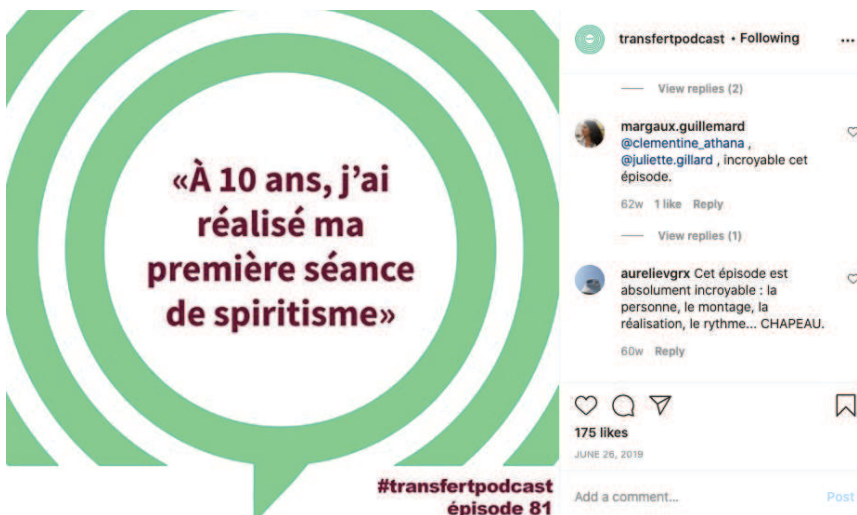 «À 10 ans, j’ai
réalisé ma
première séance
de spiritisme»
#transfertpodcast
épisode 81
transfertpodcast • Following
View replies (2)
margaux.guillemard
@clementine_athana ,
@juliette.gillard , incroyable cet
épisode.
62w 1 like Reply
View replies (1)
aurelievgrx Cet épisode est
absolument incroyable : la
personne, le montage, la
réalisation, le rythme... CHAPEAU.
60w Reply
175 likes
JUNE 26, 2019
Add a comment... Post